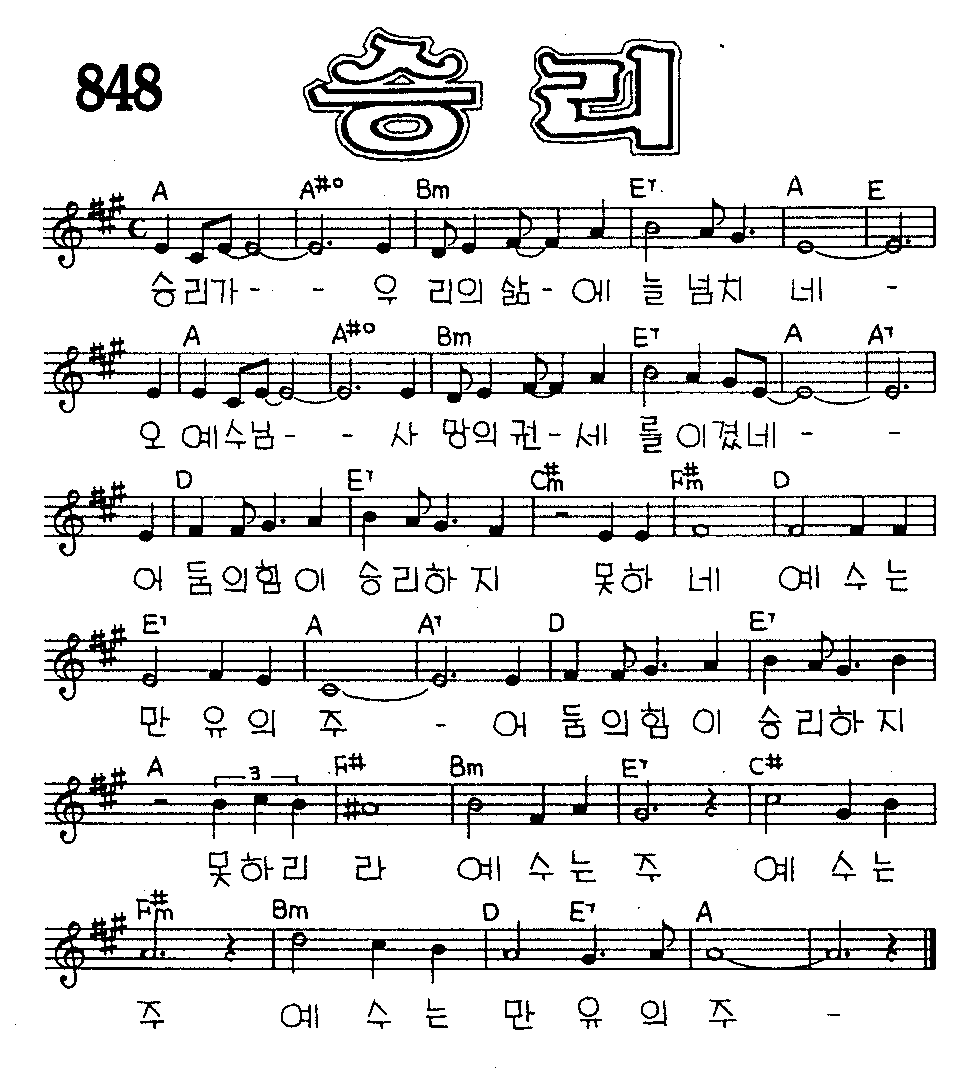 848 승리
A A#° Bm E7 A E
승리가 - - 우 리의 삶 - 에 늘 넘치 네 -
A A#° Bm E7 A A7
오 예수님 - - 사 망의 권 - 세 를 이겼네 - -
D E7 C#m F#m D
어 둠의힘 이 승리하 지 못하 네 예 수는
E7 A A7 D E7
만 유의 주 - 어 둠의힘 이 승리하지
A 3 F# Bm E7 C#
못하리 라 예 수는 주 예 수는
F#m Bm D E7 A
주 예 수 는 만 유 의 주 -